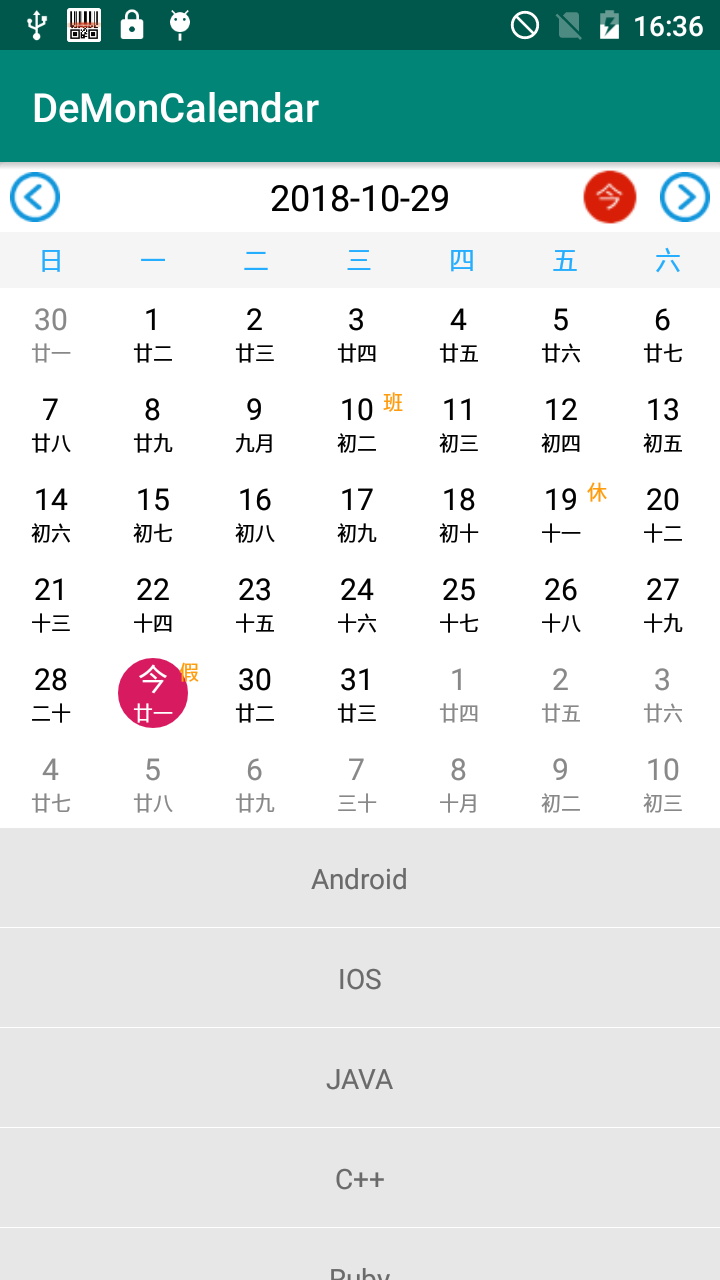 16:36
DeMonCalendar
2018-10-29 今
日 一 二 三 四 五 六
30 1 2 3 4 5 6
廿一 廿二 廿三 廿四 廿五 廿六 廿七
7 8 9 10 班 11 12 13
廿八 廿九 九月 初二 初三 初四 初五
14 15 16 17 18 19 休 20
初六 初七 初八 初九 初十 十一 十二
21 22 23 24 25 26 27
十三 十四 十五 十六 十七 十八 十九
28 今 假 30 31 1 2 3
二十 廿一 廿二 廿三 廿四 廿五 廿六
4 5 6 7 8 9 10
廿七 廿八 廿九 三十 十月 初二 初三
Android
IOS
JAVA
C++
Ruby